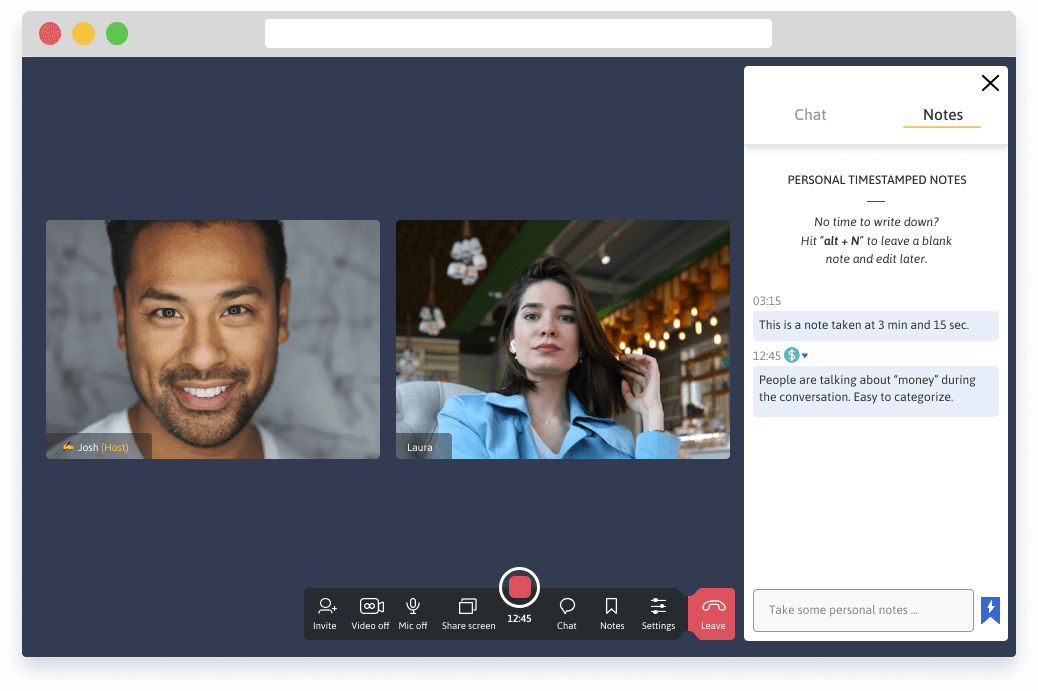 Chat
Notes
PERSONAL TIMESTAMPED NOTES
No time to write down?
Hit “alt + N” to leave a blank
note and edit later.
03:15
This is a note taken at 3 min and 15 sec.
12:45 $
People are talking about “money” during
the conversation. Easy to categorize.
Josh (Host)
Laura
Invite
Video off
Mic off
Share screen
12:45
Chat
Notes
Settings
Leave
Take some personal notes ...